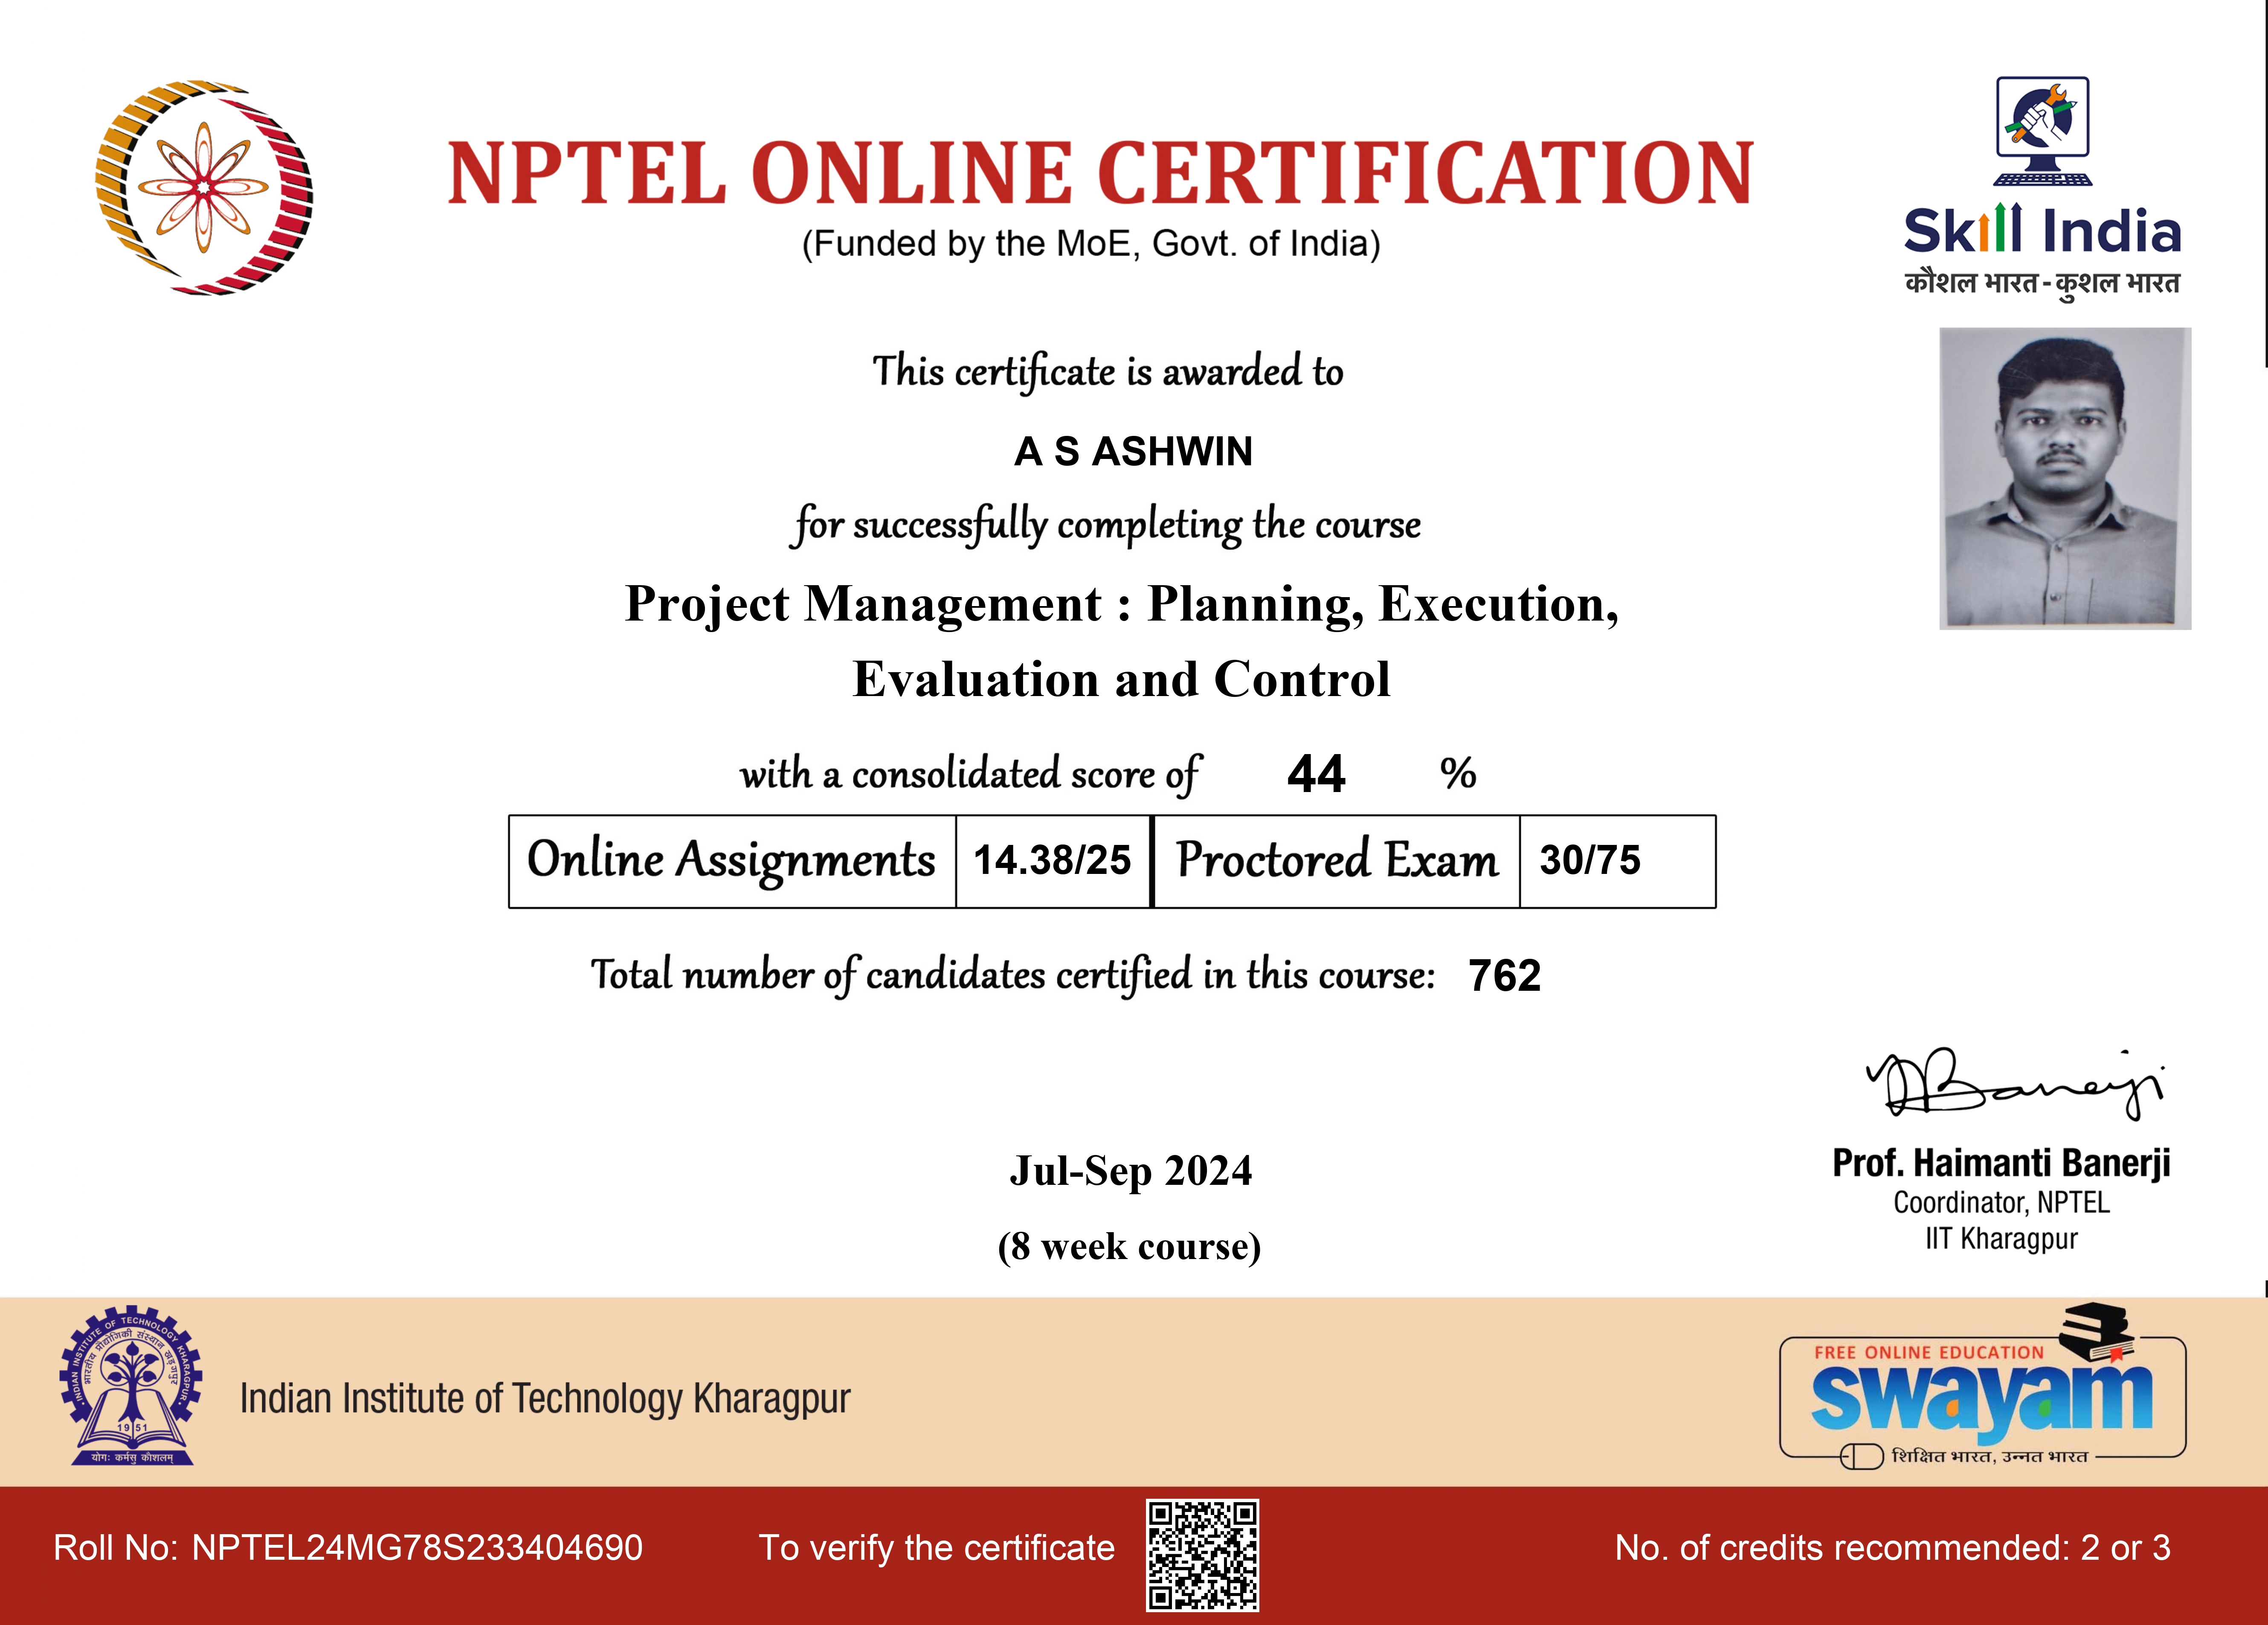 NPTEL ONLINE CERTIFICATION
(Funded by the MoE, Govt. of India)
Skill India
कौशल भारत - कुशल भारत
This certificate is awarded to
A S ASHWIN
for successfully completing the course
Project Management : Planning, Execution,
Evaluation and Control
with a consolidated score of 44 %
Online Assignments 14.38/25 Proctored Exam 30/75
Total number of candidates certified in this course: 762
Banerji
Prof. Haimanti Banerji
Coordinator, NPTEL
IIT Kharagpur
Jul-Sep 2024
(8 week course)
INDIAN INSTITUTE OF TECHNOLOGY KHARAGPUR
भारतीय प्रौद्योगिकी संस्थान खड़गपुर
1951
योगः कर्मसु कौशलम्
Indian Institute of Technology Kharagpur
FREE ONLINE EDUCATION
swayam
शिक्षित भारत, उन्नत भारत
Roll No: NPTEL24MG78S233404690
To verify the certificate
No. of credits recommended: 2 or 3